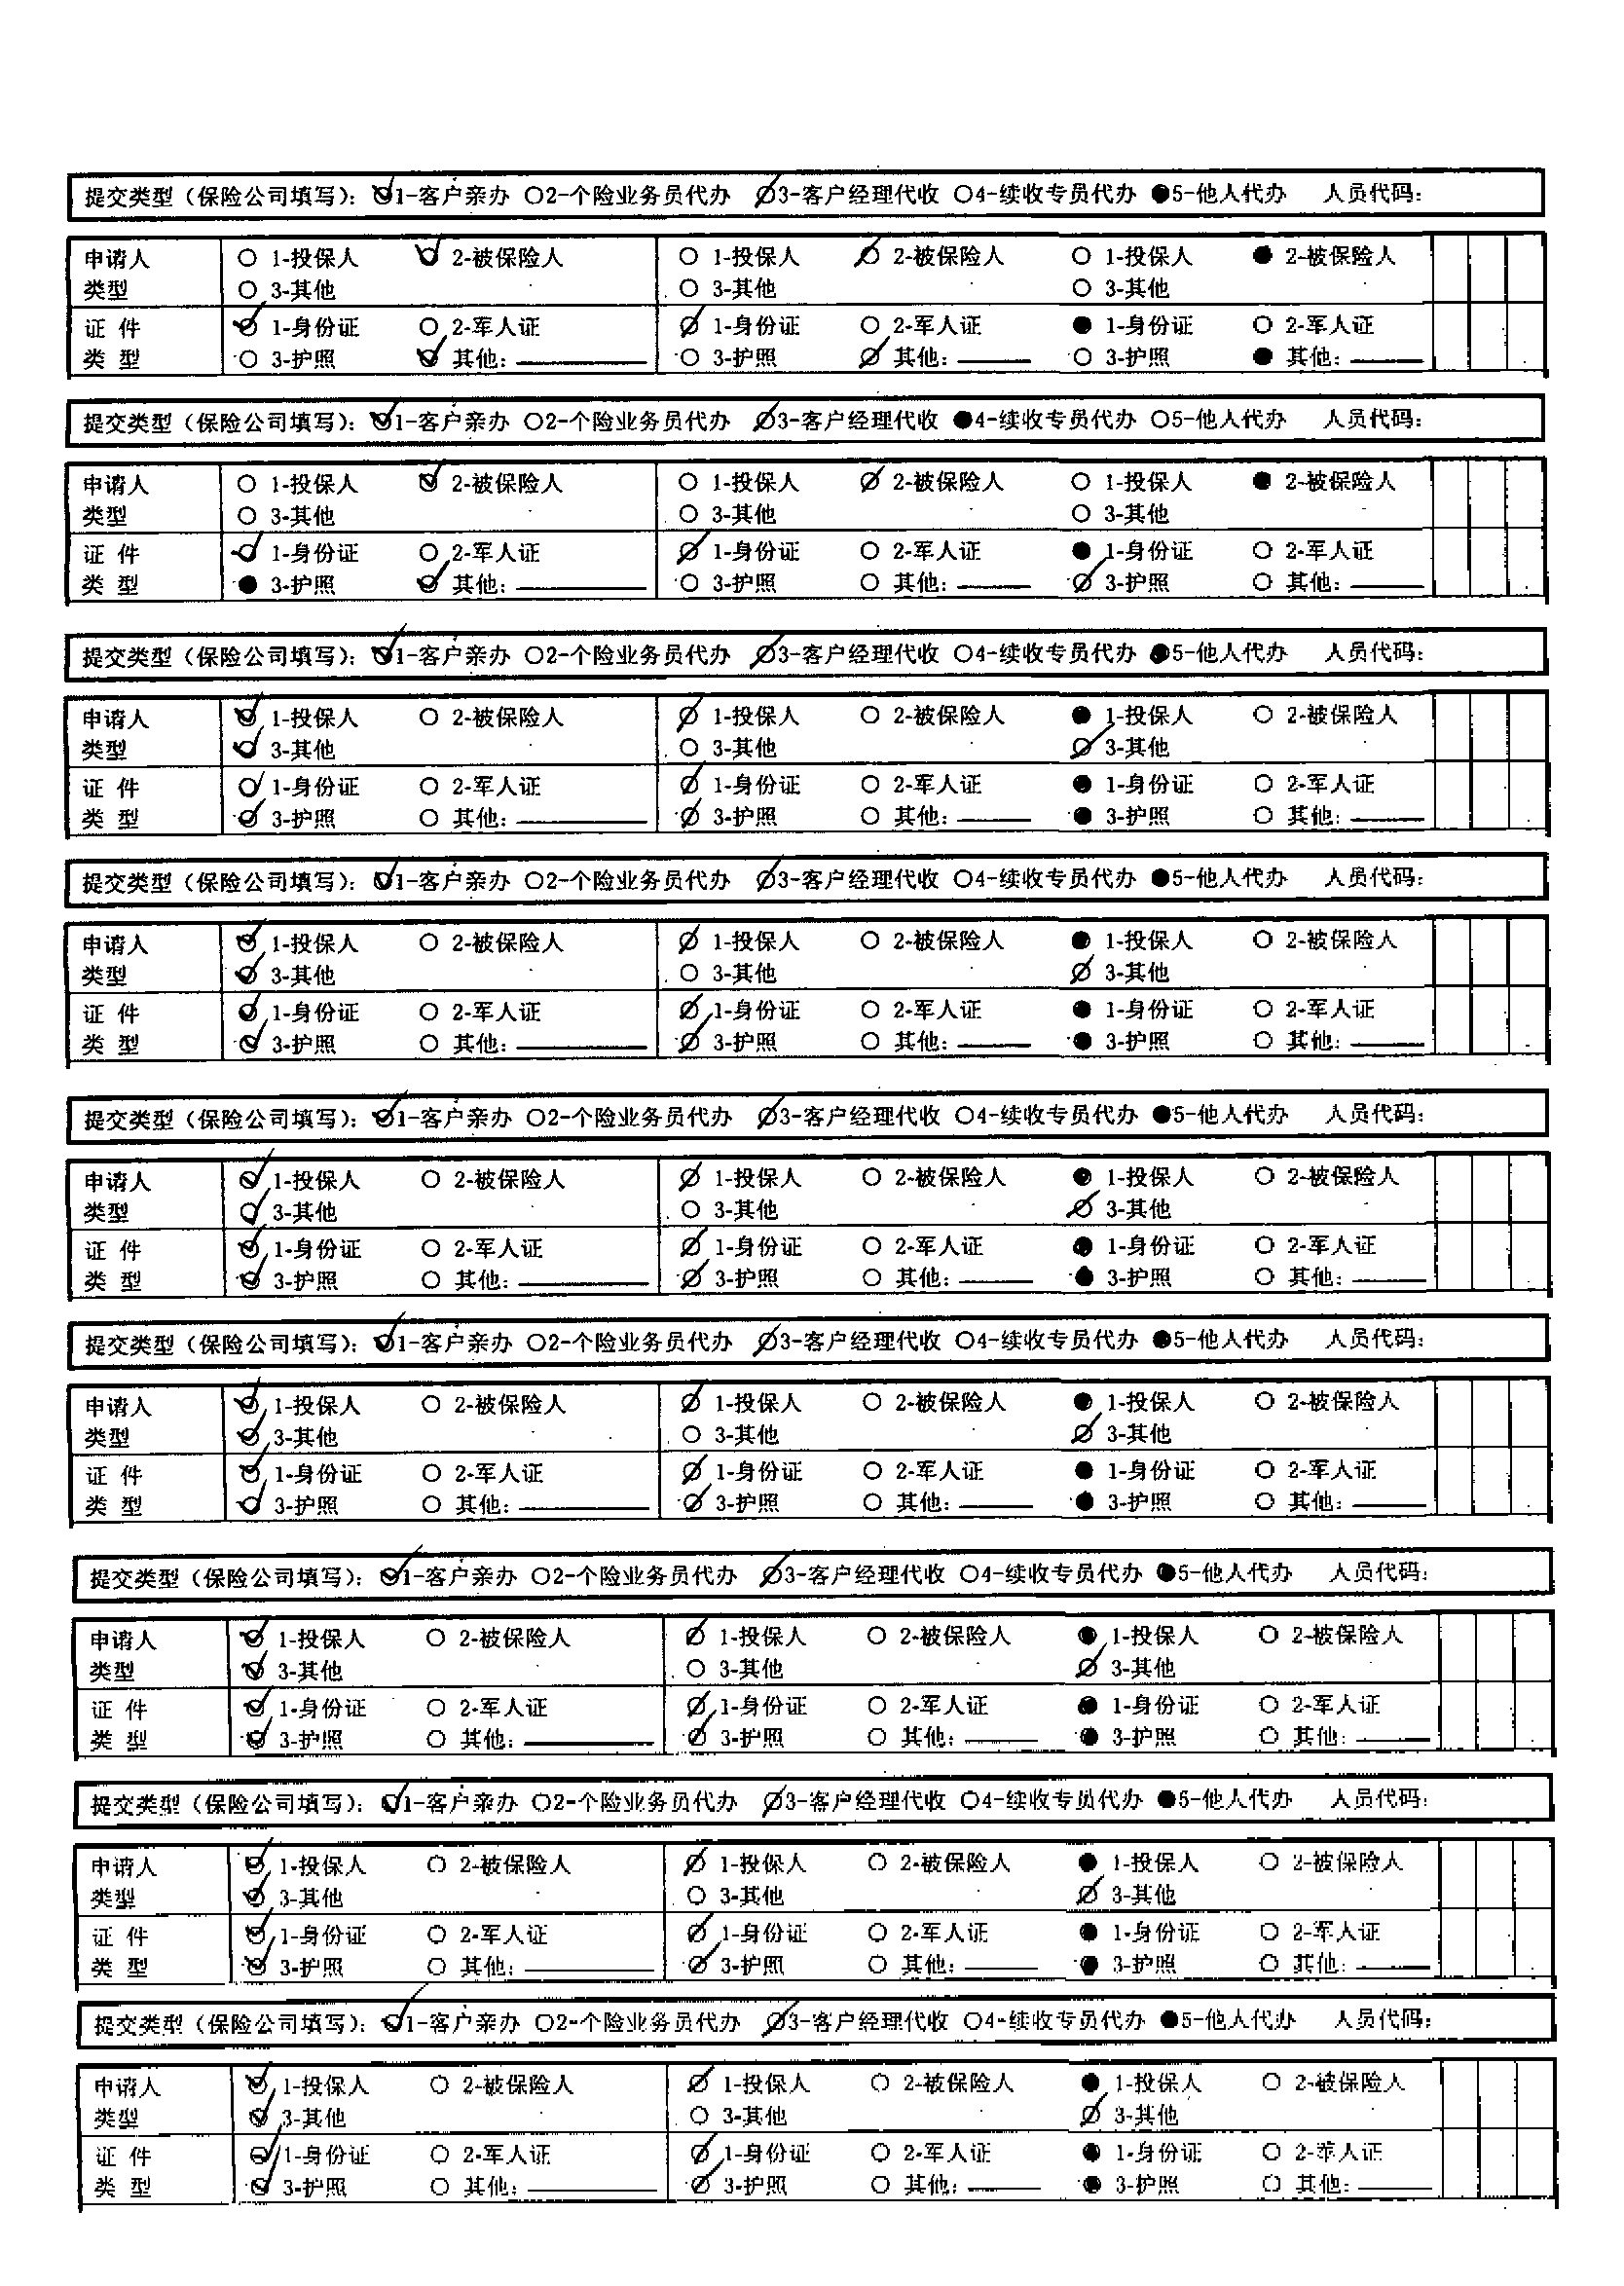 提交类型（保险公司填写）：☑1-客户亲办 ○2-个险业务员代办 ∅3-客户经理代收 ○4-续收专员代办 ●5-他人代办 人员代码：
申请人 ○ 1-投保人 ☑ 2-被保险人 ○ 1-投保人 ∅ 2-被保险人 ○ 1-投保人 ● 2-被保险人
类型 ○ 3-其他 ○ 3-其他 ○ 3-其他
证 件 ☑ 1-身份证 ○ 2-军人证 ∅ 1-身份证 ○ 2-军人证 ● 1-身份证 ○ 2-军人证
类 型 ○ 3-护照 ☑ 其他：____ ○ 3-护照 ∅ 其他：____ ○ 3-护照 ● 其他：____
提交类型（保险公司填写）：☑1-客户亲办 ○2-个险业务员代办 ∅3-客户经理代收 ●4-续收专员代办 ○5-他人代办 人员代码：
申请人 ○ 1-投保人 ☑ 2-被保险人 ○ 1-投保人 ∅ 2-被保险人 ○ 1-投保人 ● 2-被保险人
类型 ○ 3-其他 ○ 3-其他 ○ 3-其他
证 件 ☑ 1-身份证 ○ 2-军人证 ∅ 1-身份证 ○ 2-军人证 ● 1-身份证 ○ 2-军人证
类 型 ● 3-护照 ☑ 其他：____ ○ 3-护照 ○ 其他：____ ∅ 3-护照 ○ 其他：____
提交类型（保险公司填写）：☑1-客户亲办 ○2-个险业务员代办 ∅3-客户经理代收 ○4-续收专员代办 ●5-他人代办 人员代码：
申请人 ☑ 1-投保人 ○ 2-被保险人 ∅ 1-投保人 ○ 2-被保险人 ● 1-投保人 ○ 2-被保险人
类型 ☑ 3-其他 ○ 3-其他 ∅ 3-其他
证 件 ☑ 1-身份证 ○ 2-军人证 ∅ 1-身份证 ○ 2-军人证 ● 1-身份证 ○ 2-军人证
类 型 ☑ 3-护照 ○ 其他：____ ∅ 3-护照 ○ 其他：____ ● 3-护照 ○ 其他：____
提交类型（保险公司填写）：☑1-客户亲办 ○2-个险业务员代办 ∅3-客户经理代收 ○4-续收专员代办 ●5-他人代办 人员代码：
申请人 ☑ 1-投保人 ○ 2-被保险人 ∅ 1-投保人 ○ 2-被保险人 ● 1-投保人 ○ 2-被保险人
类型 ☑ 3-其他 ○ 3-其他 ∅ 3-其他
证 件 ☑ 1-身份证 ○ 2-军人证 ∅ 1-身份证 ○ 2-军人证 ● 1-身份证 ○ 2-军人证
类 型 ☑ 3-护照 ○ 其他：____ ∅ 3-护照 ○ 其他：____ ● 3-护照 ○ 其他：____
提交类型（保险公司填写）：☑1-客户亲办 ○2-个险业务员代办 ∅3-客户经理代收 ○4-续收专员代办 ●5-他人代办 人员代码：
申请人 ☑ 1-投保人 ○ 2-被保险人 ∅ 1-投保人 ○ 2-被保险人 ● 1-投保人 ○ 2-被保险人
类型 ☑ 3-其他 ○ 3-其他 ∅ 3-其他
证 件 ☑ 1-身份证 ○ 2-军人证 ∅ 1-身份证 ○ 2-军人证 ● 1-身份证 ○ 2-军人证
类 型 ☑ 3-护照 ○ 其他：____ ∅ 3-护照 ○ 其他：____ ● 3-护照 ○ 其他：____
提交类型（保险公司填写）：☑1-客户亲办 ○2-个险业务员代办 ∅3-客户经理代收 ○4-续收专员代办 ●5-他人代办 人员代码：
申请人 ☑ 1-投保人 ○ 2-被保险人 ∅ 1-投保人 ○ 2-被保险人 ● 1-投保人 ○ 2-被保险人
类型 ☑ 3-其他 ○ 3-其他 ∅ 3-其他
证 件 ☑ 1-身份证 ○ 2-军人证 ∅ 1-身份证 ○ 2-军人证 ● 1-身份证 ○ 2-军人证
类 型 ☑ 3-护照 ○ 其他：____ ∅ 3-护照 ○ 其他：____ ● 3-护照 ○ 其他：____
提交类型（保险公司填写）：☑1-客户亲办 ○2-个险业务员代办 ∅3-客户经理代收 ○4-续收专员代办 ●5-他人代办 人员代码：
申请人 ☑ 1-投保人 ○ 2-被保险人 ∅ 1-投保人 ○ 2-被保险人 ● 1-投保人 ○ 2-被保险人
类型 ☑ 3-其他 ○ 3-其他 ∅ 3-其他
证 件 ☑ 1-身份证 ○ 2-军人证 ∅ 1-身份证 ○ 2-军人证 ● 1-身份证 ○ 2-军人证
类 型 ☑ 3-护照 ○ 其他：____ ∅ 3-护照 ○ 其他：____ ● 3-护照 ○ 其他：____
提交类型（保险公司填写）：☑1-客户亲办 ○2-个险业务员代办 ∅3-客户经理代收 ○4-续收专员代办 ●5-他人代办 人员代码：
申请人 ☑ 1-投保人 ○ 2-被保险人 ∅ 1-投保人 ○ 2-被保险人 ● 1-投保人 ○ 2-被保险人
类型 ☑ 3-其他 ○ 3-其他 ∅ 3-其他
证 件 ☑ 1-身份证 ○ 2-军人证 ∅ 1-身份证 ○ 2-军人证 ● 1-身份证 ○ 2-军人证
类 型 ☑ 3-护照 ○ 其他：____ ∅ 3-护照 ○ 其他：____ ● 3-护照 ○ 其他：____
提交类型（保险公司填写）：☑1-客户亲办 ○2-个险业务员代办 ∅3-客户经理代收 ○4-续收专员代办 ●5-他人代办 人员代码：
申请人 ☑ 1-投保人 ○ 2-被保险人 ∅ 1-投保人 ○ 2-被保险人 ● 1-投保人 ○ 2-被保险人
类型 ☑ 3-其他 ○ 3-其他 ∅ 3-其他
证 件 ☑ 1-身份证 ○ 2-军人证 ∅ 1-身份证 ○ 2-军人证 ● 1-身份证 ○ 2-军人证
类 型 ☑ 3-护照 ○ 其他：____ ∅ 3-护照 ○ 其他：____ ● 3-护照 ○ 其他：____